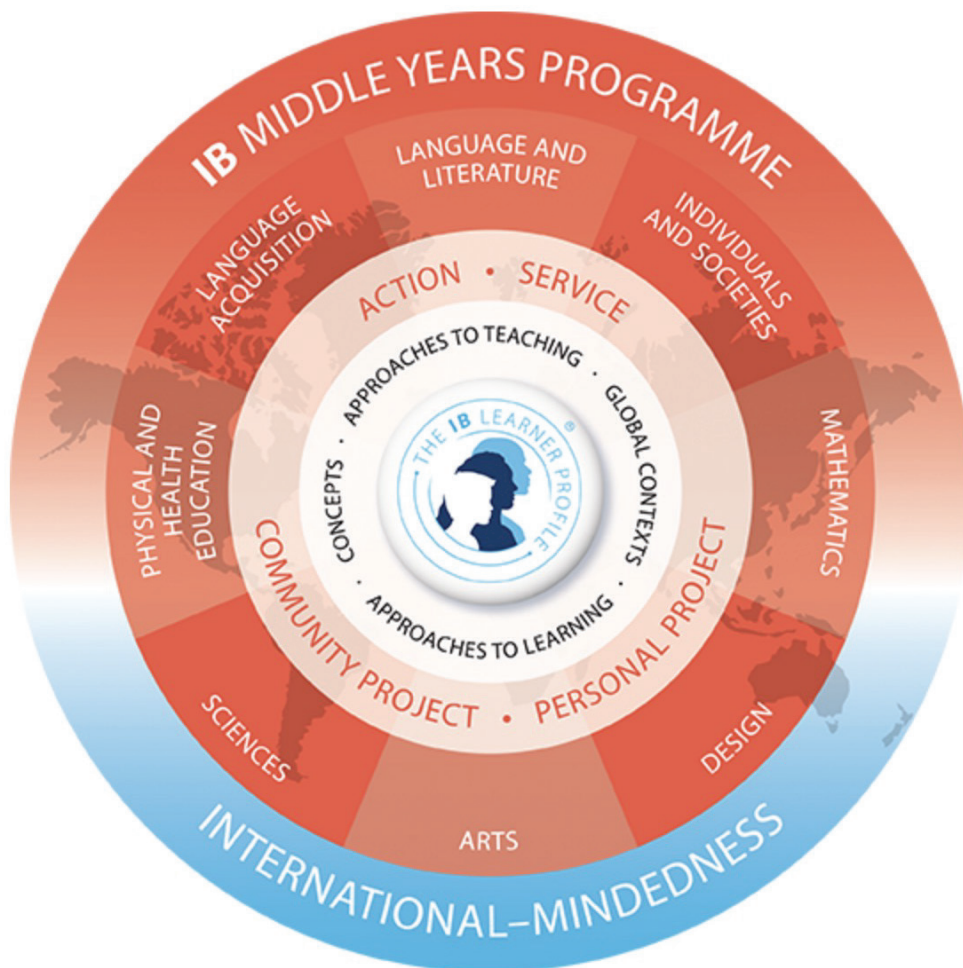 IB MIDDLE YEARS PROGRAMME
LANGUAGE AND
LITERATURE
INDIVIDUALS
AND SOCIETIES
MATHEMATICS
DESIGN
ARTS
SCIENCES
PHYSICAL AND
HEALTH
EDUCATION
LANGUAGE
ACQUISITION
ACTION • SERVICE
COMMUNITY PROJECT • PERSONAL PROJECT
APPROACHES TO TEACHING · GLOBAL CONTEXTS ·
APPROACHES TO LEARNING · CONCEPTS ·
• THE IB LEARNER PROFILE • ®
INTERNATIONAL–MINDEDNESS